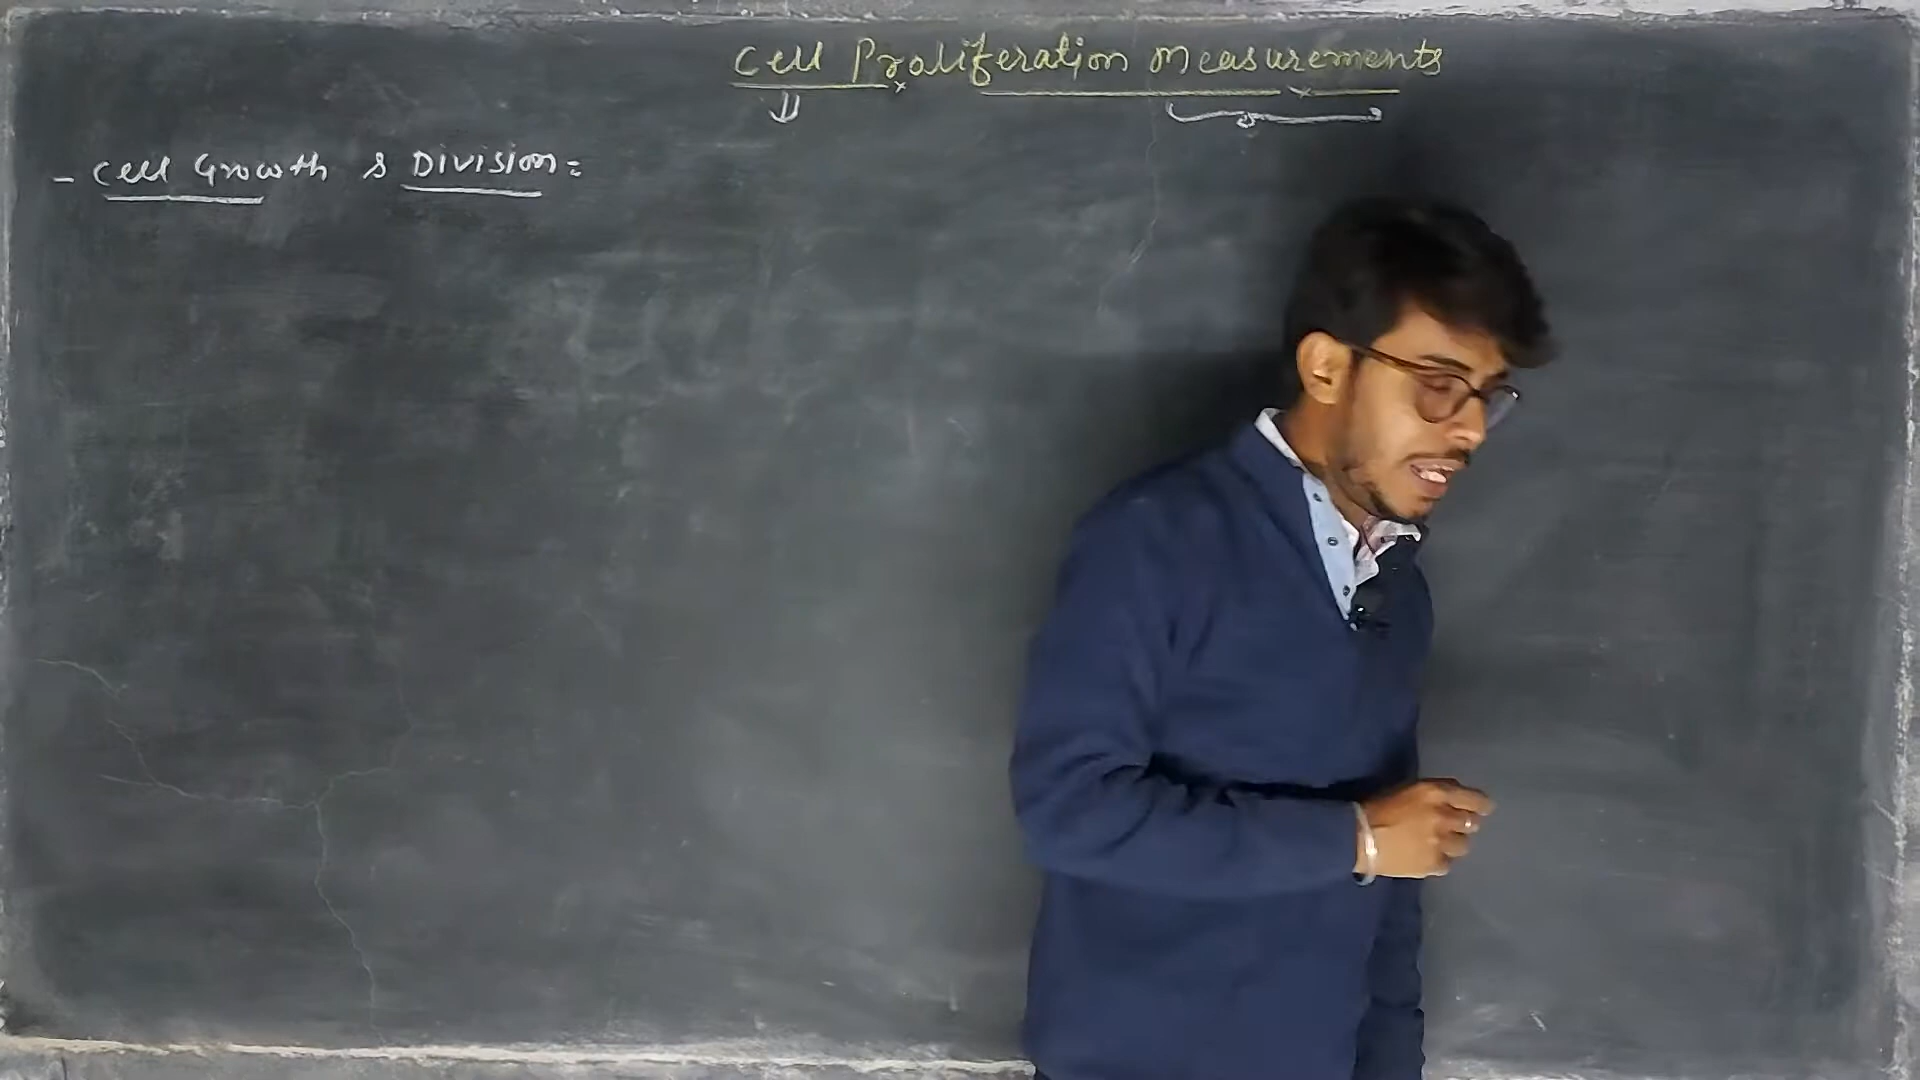 Cell Proliferation Measurements
- Cell Growth & DIVISION =